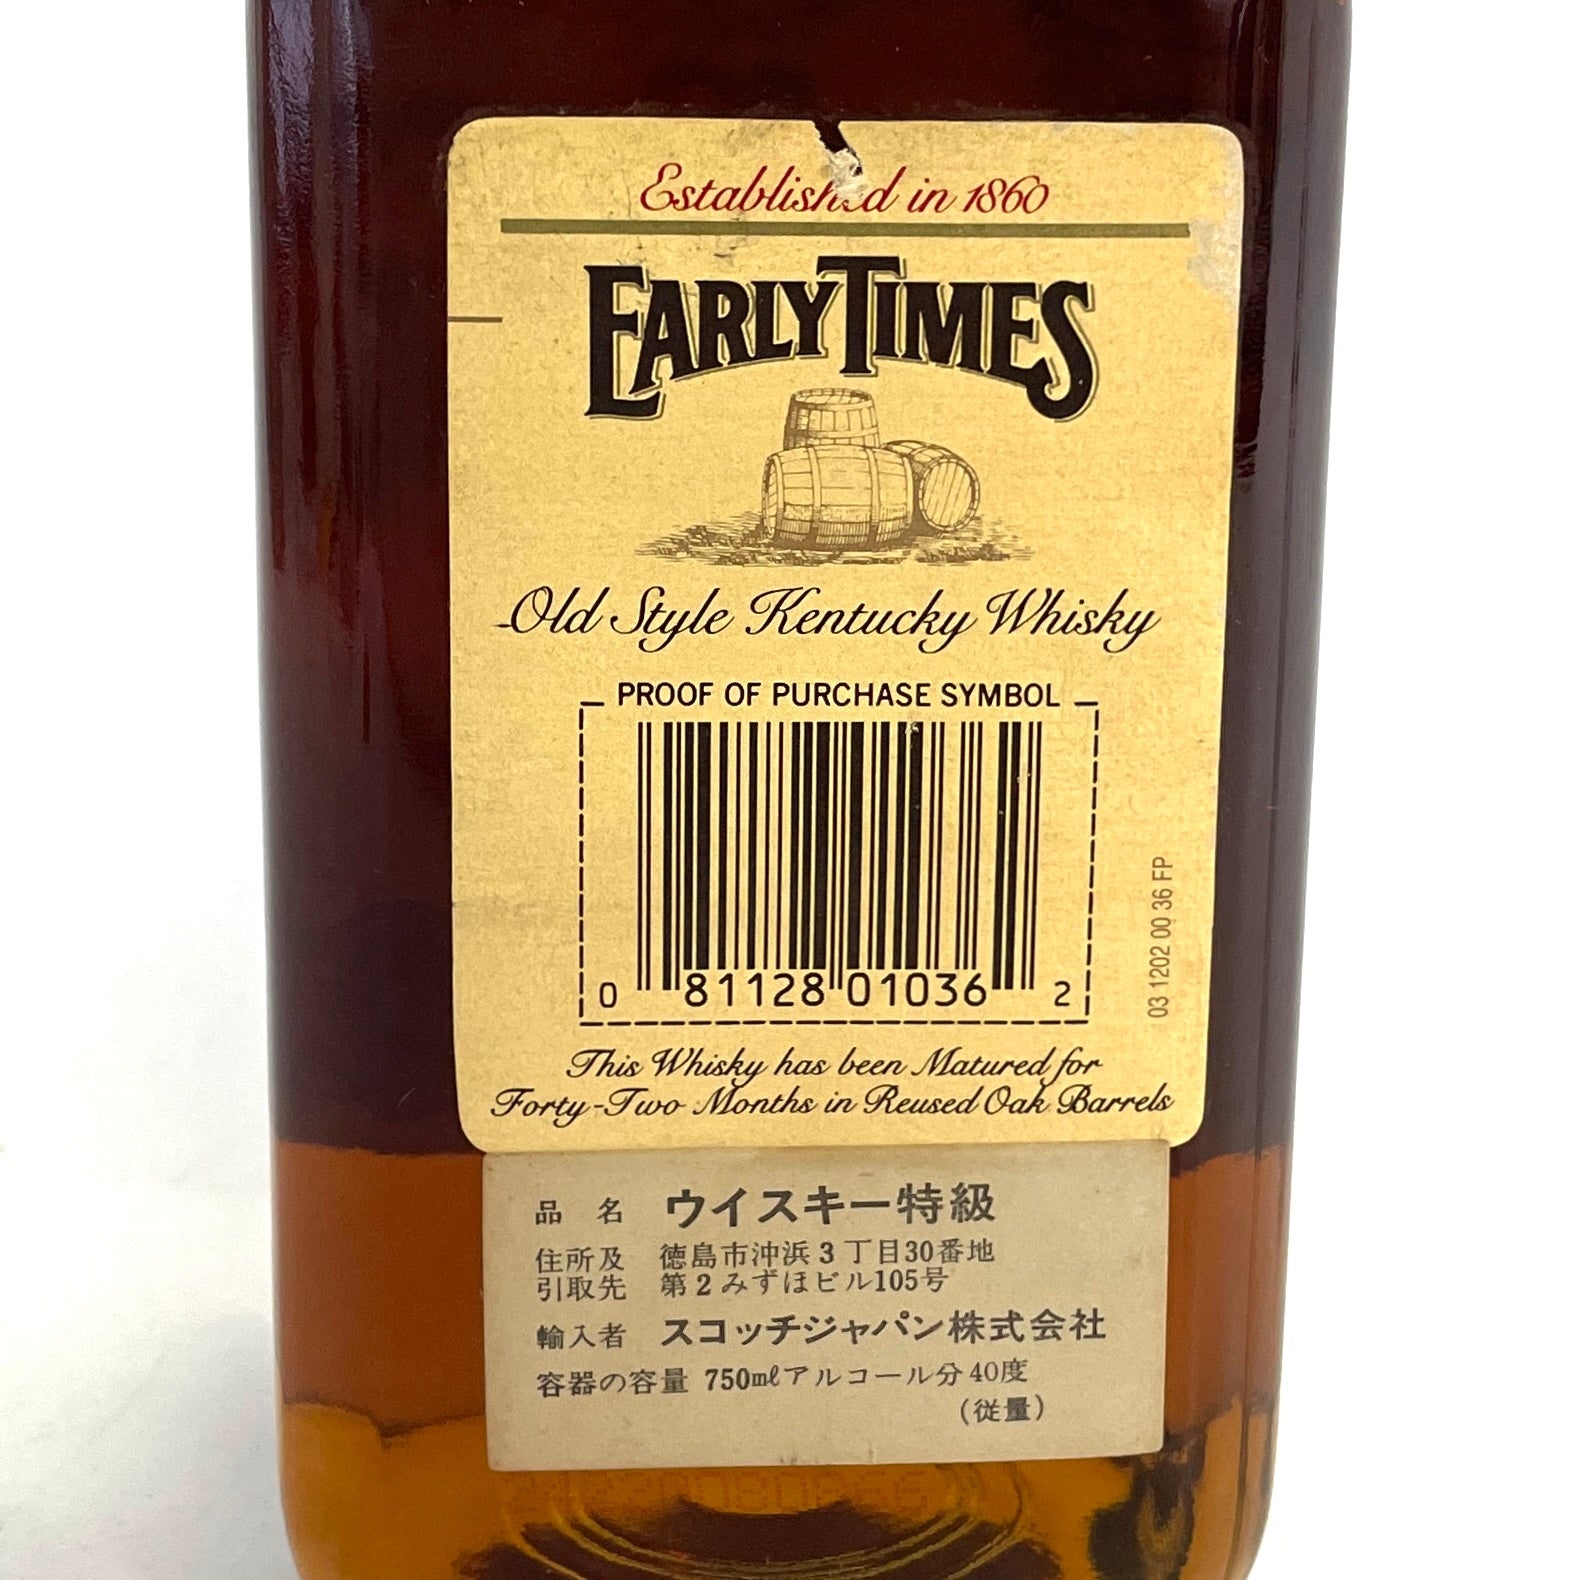 Established in 1860
EARLY TIMES
Old Style Kentucky Whisky
PROOF OF PURCHASE SYMBOL
0 81128 01036 2
03 1202 00 36 FP
This Whisky has been Matured for
Forty-Two Months in Reused Oak Barrels
品 名 ウイスキー特級
住所及 徳島市沖浜3丁目30番地
引取先 第2みずほビル105号
輸入者 スコッチジャパン株式会社
容器の容量 750mℓアルコール分40度
(従量)